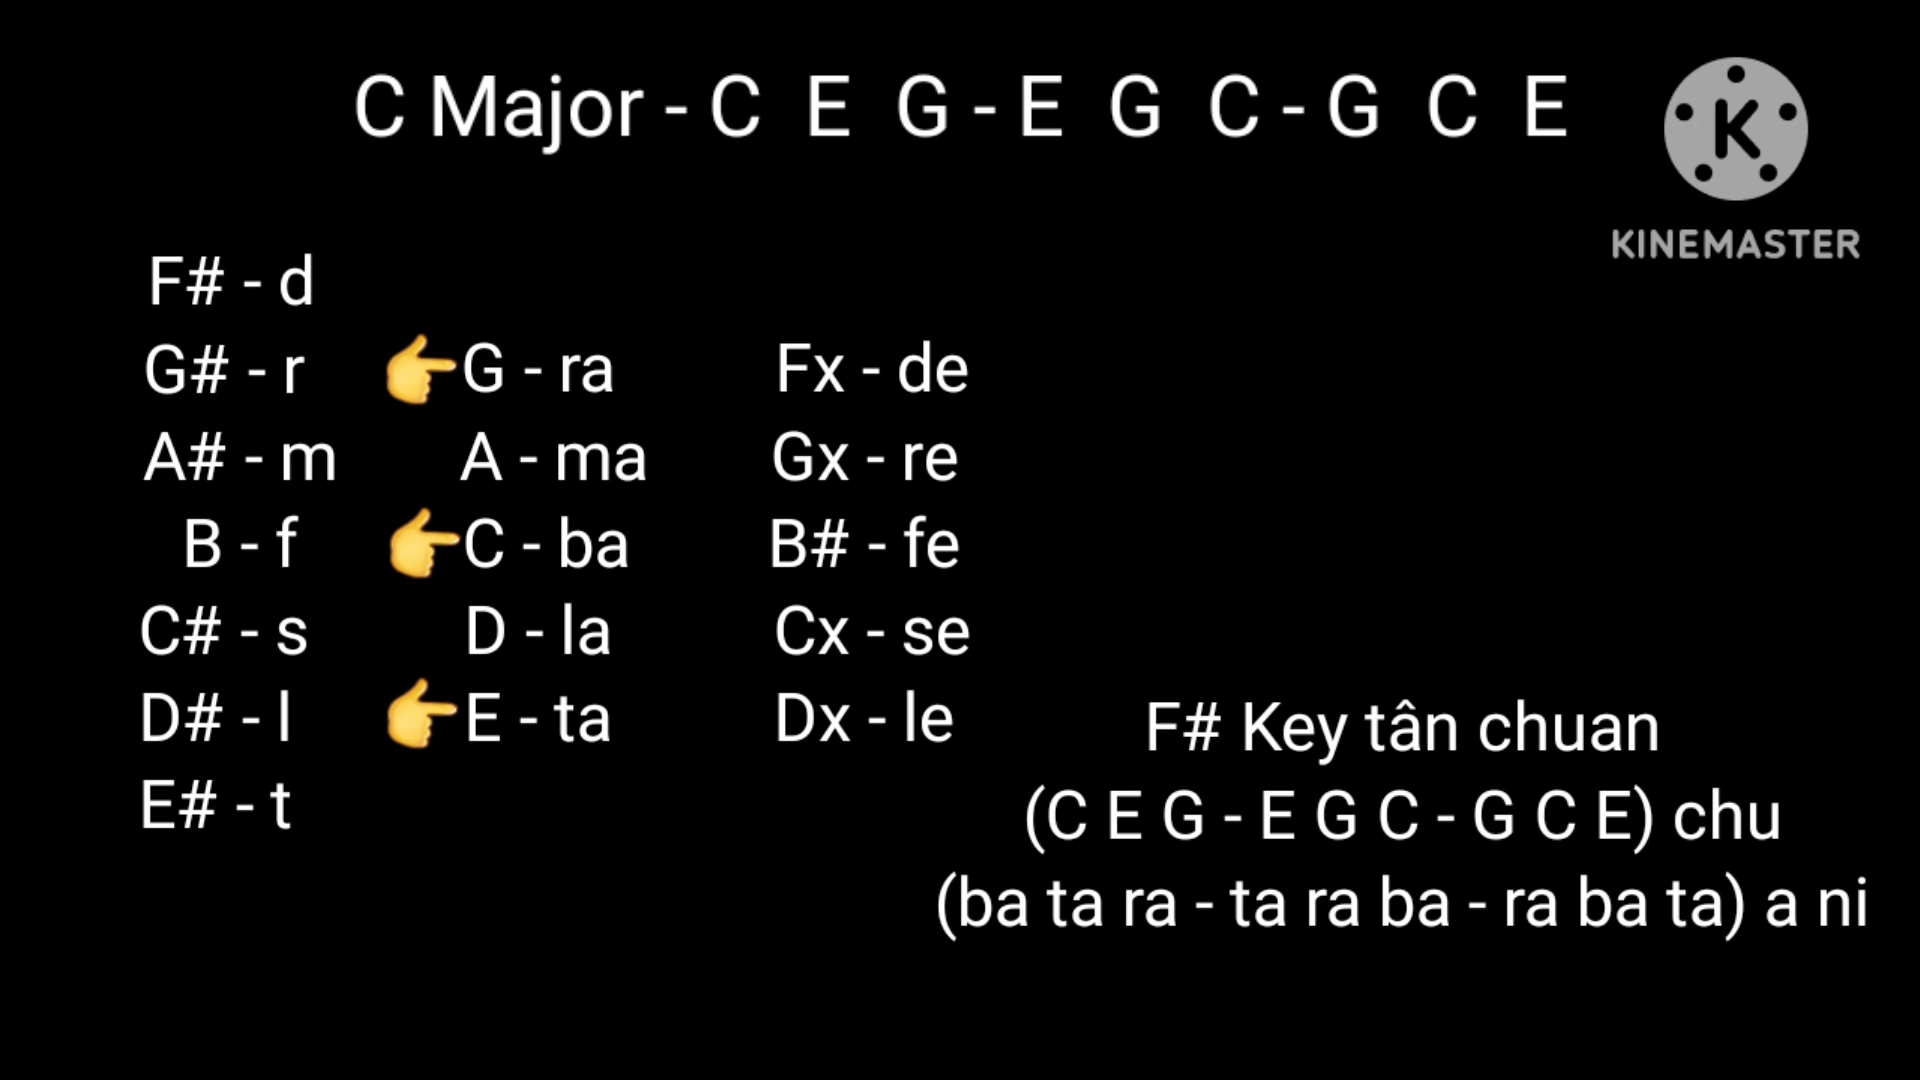 C Major - C E G - E G C - G C E
K
KINEMASTER
F# - d
G# - r 👉G - ra Fx - de
A# - m A - ma Gx - re
B - f 👉C - ba B# - fe
C# - s D - la Cx - se
D# - l 👉E - ta Dx - le
E# - t
F# Key tân chuan
(C E G - E G C - G C E) chu
(ba ta ra - ta ra ba - ra ba ta) a ni